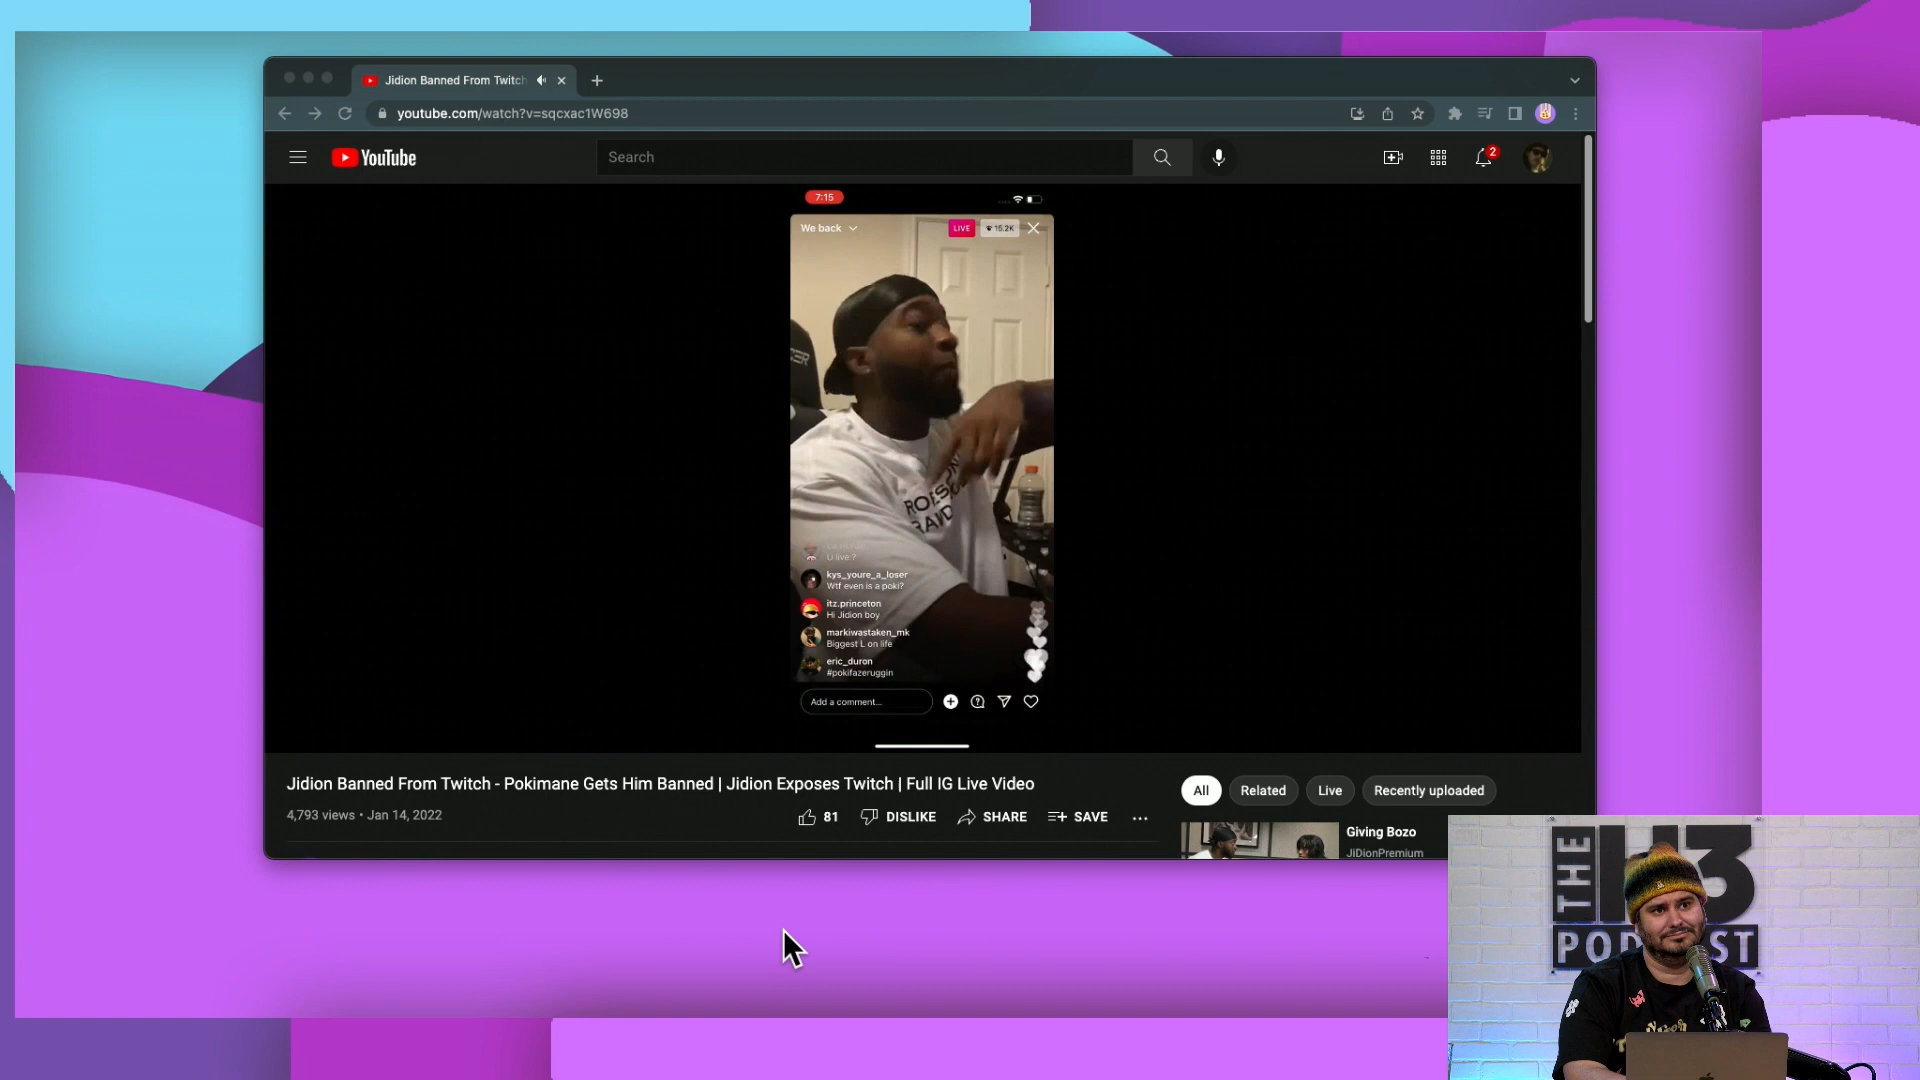 Jidion Banned From Twitch
youtube.com/watch?v=sqcxac1W698
YouTube
Search
2
7:15
We back
LIVE
15.2K
U live ?
kys_youre_a_loser
Wtf even is a poki?
itz.princeton
Hi Jidion boy
markiwastaken_mk
Biggest L on life
eric_duron
#pokifazeruggin
Add a comment...
Jidion Banned From Twitch - Pokimane Gets Him Banned | Jidion Exposes Twitch | Full IG Live Video
4,793 views • Jan 14, 2022
81
DISLIKE
SHARE
SAVE
All
Related
Live
Recently uploaded
Giving Bozo
JiDionPremium
THE H3
PODCAST